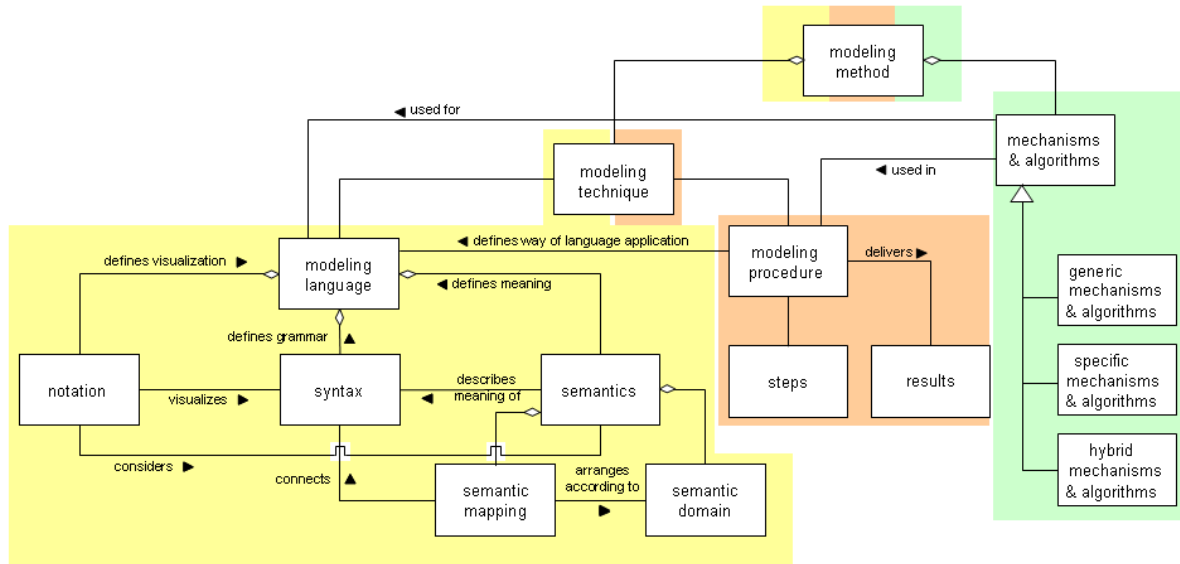 modeling
method
used for
mechanisms
& algorithms
modeling
technique
used in
defines way of language application
modeling
language
defines visualization
defines meaning
modeling
procedure
delivers
generic
mechanisms
& algorithms
defines grammar
notation
visualizes
syntax
describes
meaning of
semantics
steps
results
specific
mechanisms
& algorithms
considers
connects
semantic
mapping
arranges
according to
semantic
domain
hybrid
mechanisms
& algorithms